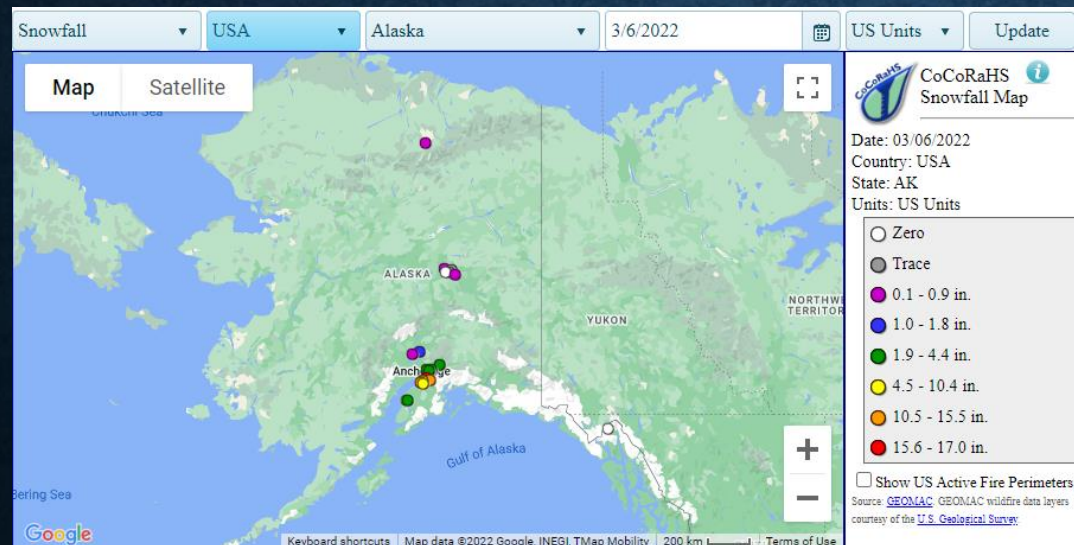 Snowfall USA Alaska 3/6/2022 US Units Update
Map Satellite
Chukchi Sea
ALASKA
YUKON
NORTHW
TERRITOR
Gulf of Alaska
Bering Sea
Google
Keyboard shortcuts Map data ©2022 Google, INEGI, TMap Mobility 200 km Terms of Use
CoCoRaHS
CoCoRaHS
Snowfall Map
Date: 03/06/2022
Country: USA
State: AK
Units: US Units
Zero
Trace
0.1 - 0.9 in.
1.0 - 1.8 in.
1.9 - 4.4 in.
4.5 - 10.4 in.
10.5 - 15.5 in.
15.6 - 17.0 in.
Show US Active Fire Perimeters
Source: GEOMAC. GEOMAC wildfire data layers
courtesy of the U.S. Geological Survey